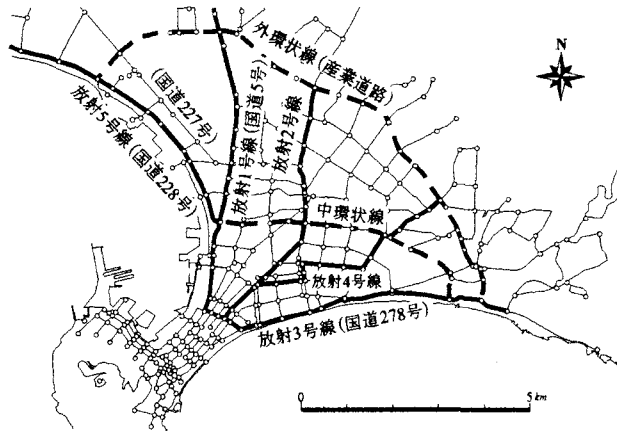 外環状線(産業道路)
N
(国道227号)
放射5号線(国道228号)
放射1号線(国道5号)
放射2号線
中環状線
放射4号線
放射3号線(国道278号)
0 5 km